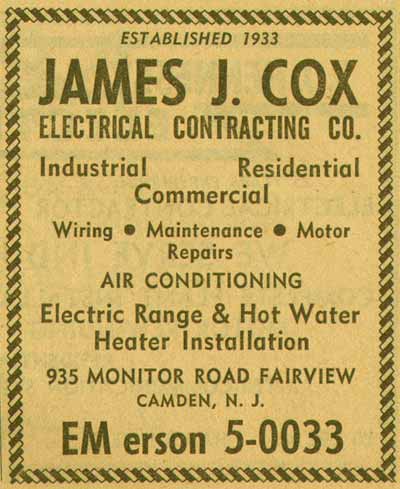 ESTABLISHED 1933
JAMES J. COX
ELECTRICAL CONTRACTING CO.
Industrial Residential
Commercial
Wiring ● Maintenance ● Motor
Repairs
AIR CONDITIONING
Electric Range & Hot Water
Heater Installation
935 MONITOR ROAD FAIRVIEW
CAMDEN, N. J.
EM erson 5-0033